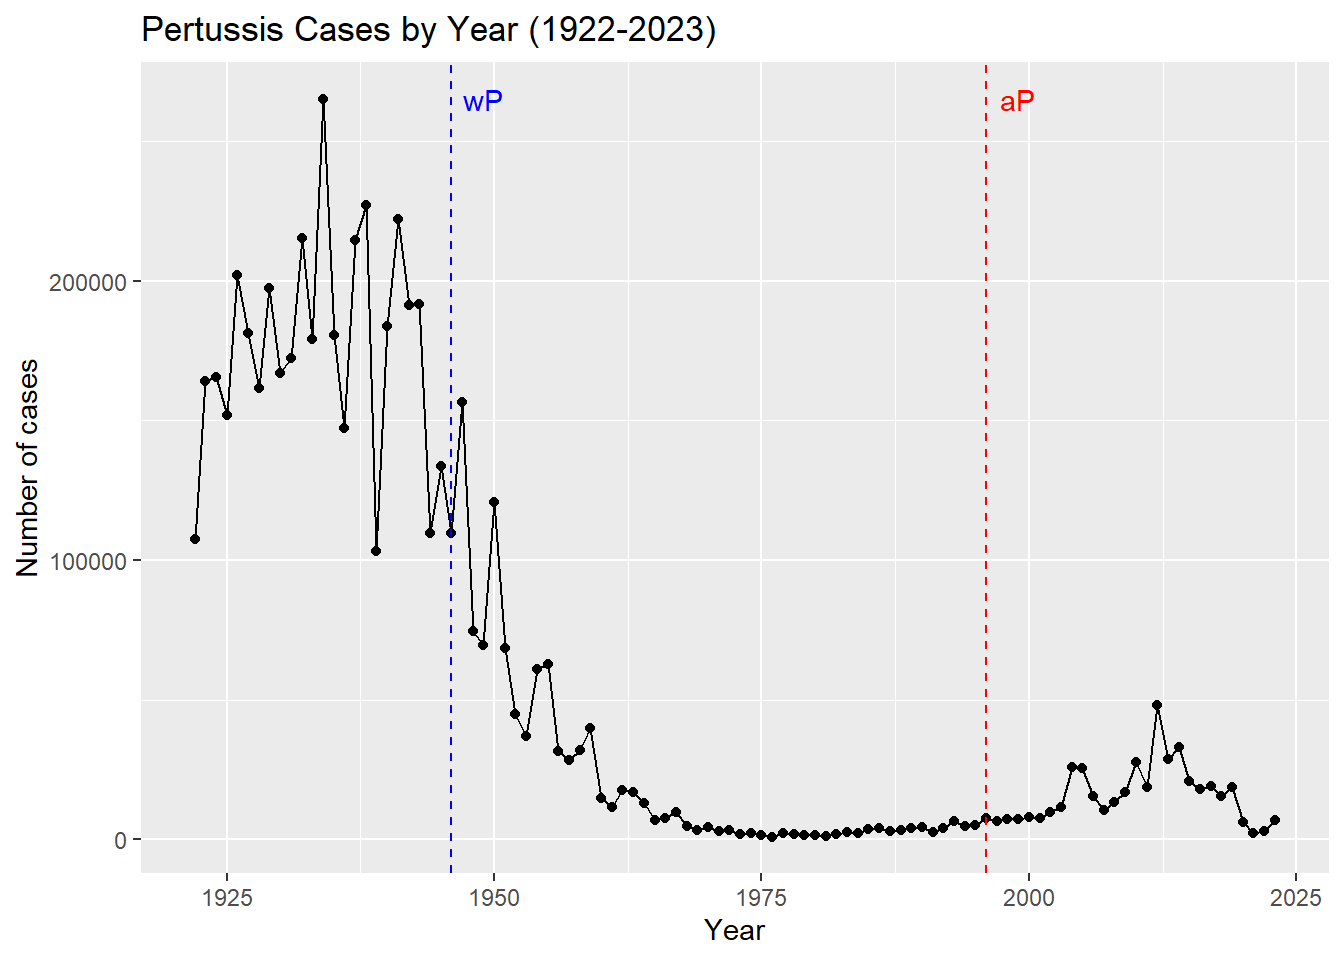 Pertussis Cases by Year (1922-2023)
wP
aP
200000
100000
0
Number of cases
1925
1950
1975
2000
2025
Year